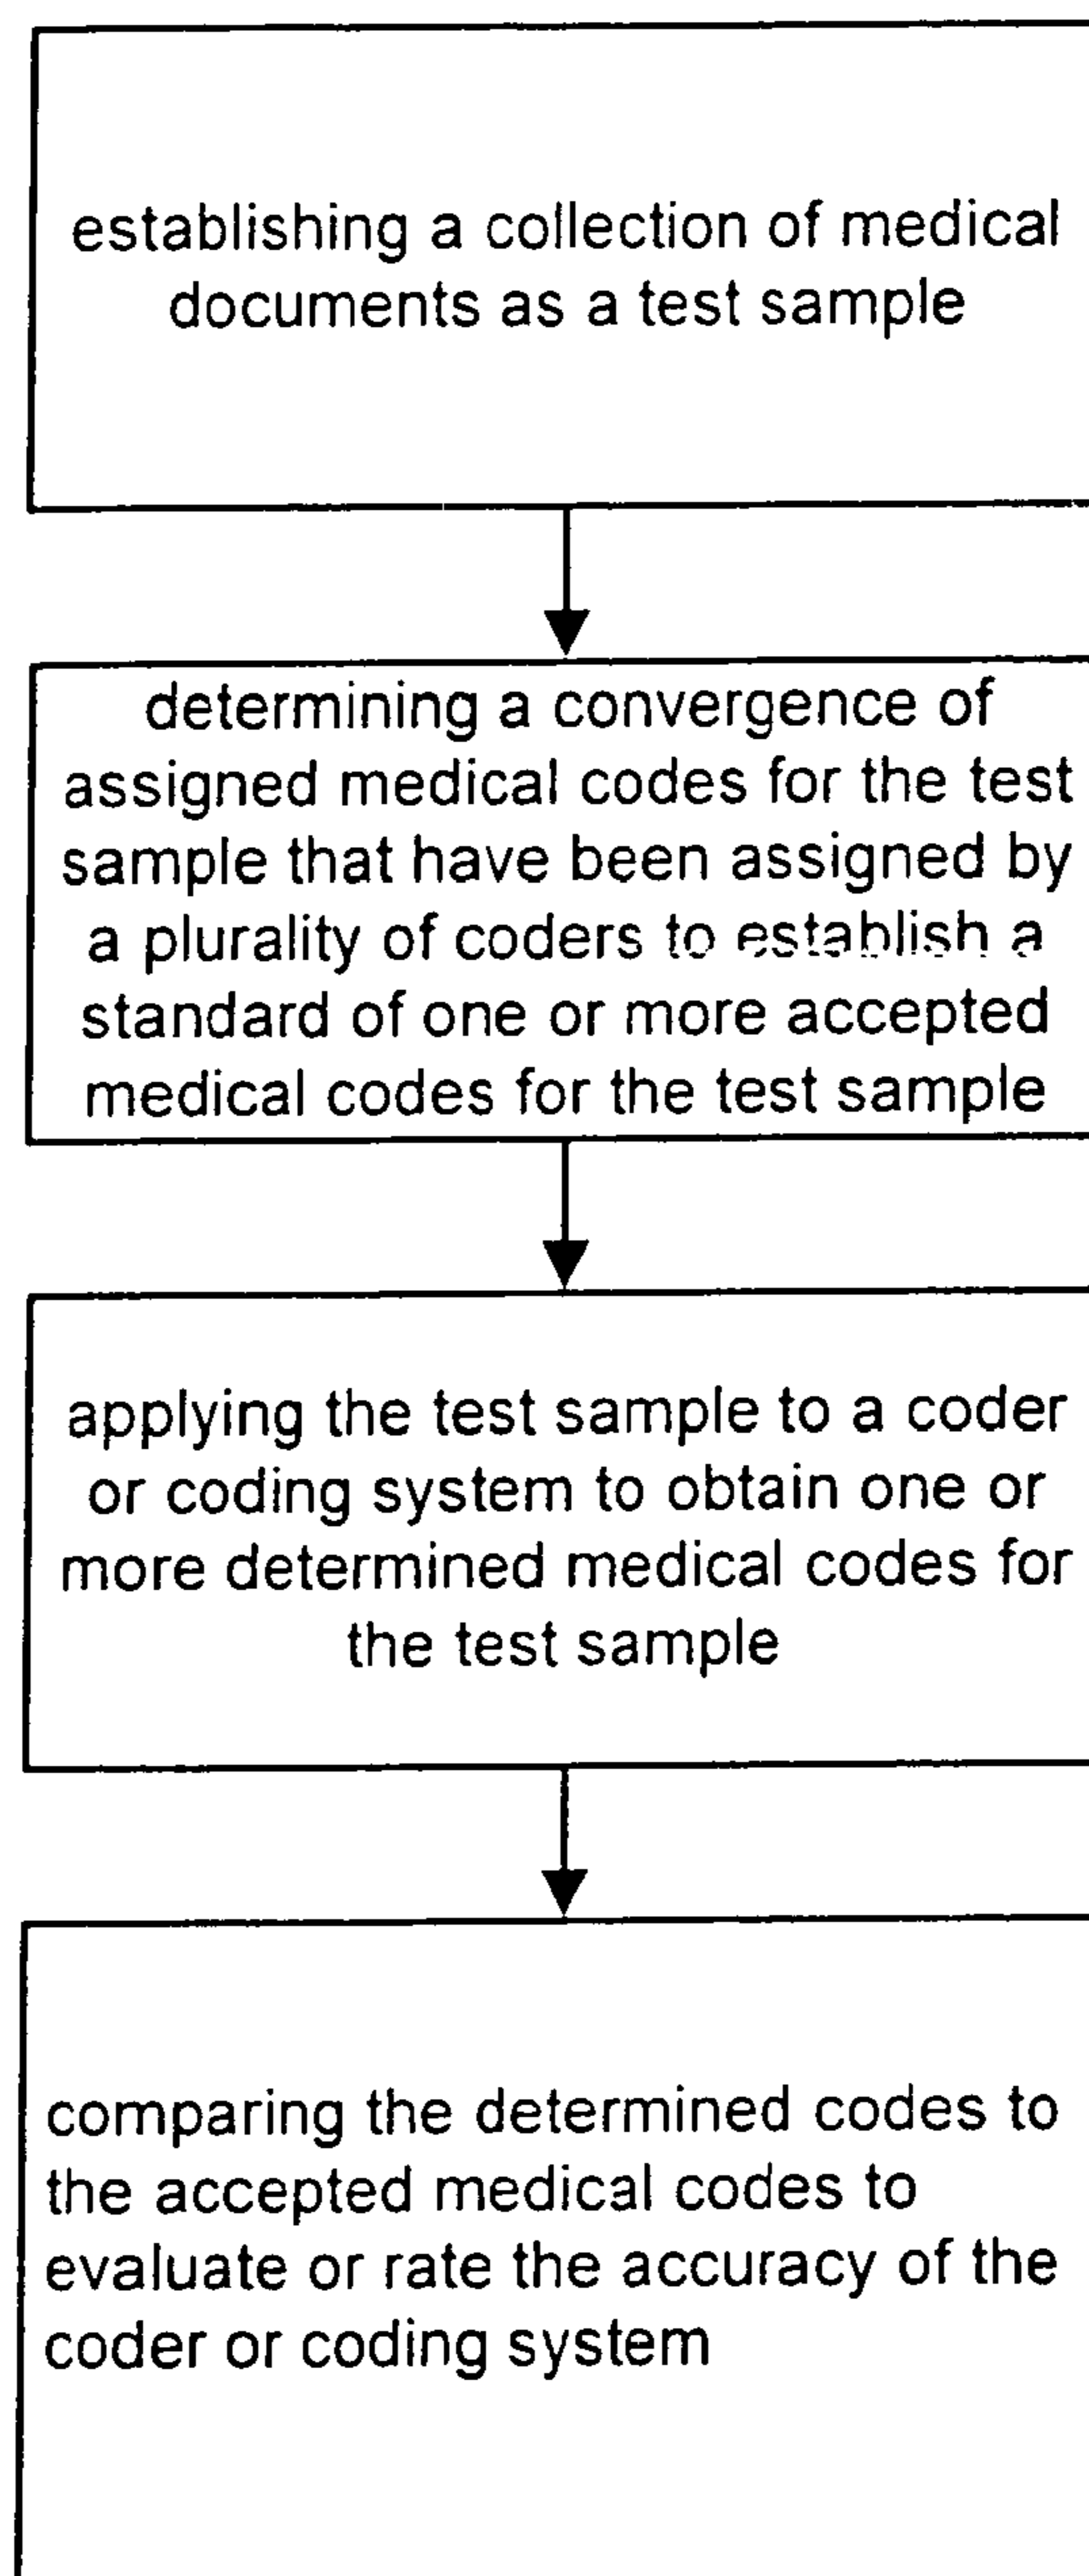 establishing a collection of medical
documents as a test sample
determining a convergence of
assigned medical codes for the test
sample that have been assigned by
a plurality of coders to establish a
standard of one or more accepted
medical codes for the test sample
applying the test sample to a coder
or coding system to obtain one or
more determined medical codes for
the test sample
comparing the determined codes to
the accepted medical codes to
evaluate or rate the accuracy of the
coder or coding system